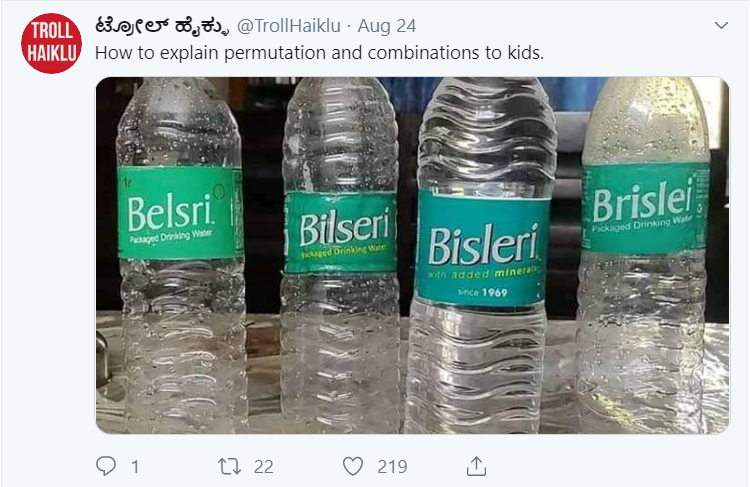 TROLL
HAIKLU
ಟ್ರೋಲ್ ಹೈಕ್ಳು @TrollHaiklu · Aug 24
How to explain permutation and combinations to kids.
1r
Belsri
Packaged Drinking Water
Bilseri
Packaged Drinking Water
Bisleri
with added minerals
since 1969
Brislei
Packaged Drinking Water
1 22 219